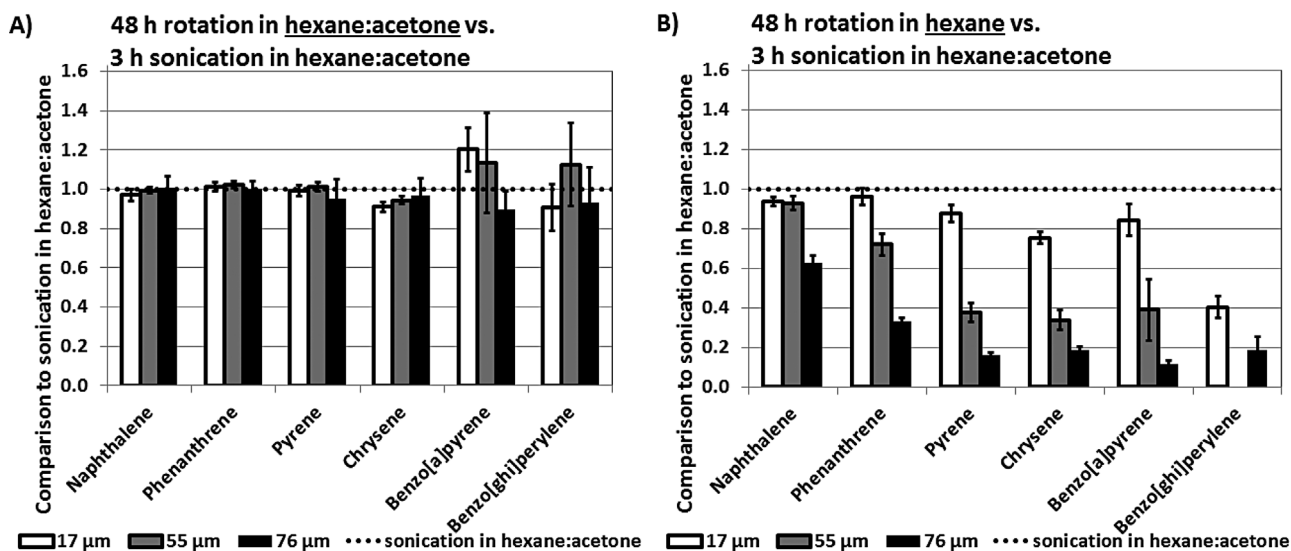 A)
48 h rotation in hexane:acetone vs.
3 h sonication in hexane:acetone
Comparison to sonication in hexane:acetone
1.6
1.4
1.2
1.0
0.8
0.6
0.4
0.2
0.0
Naphthalene
Phenanthrene
Pyrene
Chrysene
Benzo[a]pyrene
Benzo[ghi]perylene
17 µm 55 µm 76 µm sonication in hexane:acetone
B)
48 h rotation in hexane vs.
3 h sonication in hexane:acetone
Comparison to sonication in hexane:acetone
1.6
1.4
1.2
1.0
0.8
0.6
0.4
0.2
0.0
Naphthalene
Phenanthrene
Pyrene
Chrysene
Benzo[a]pyrene
Benzo[ghi]perylene
17 µm 55 µm 76 µm sonication in hexane:acetone